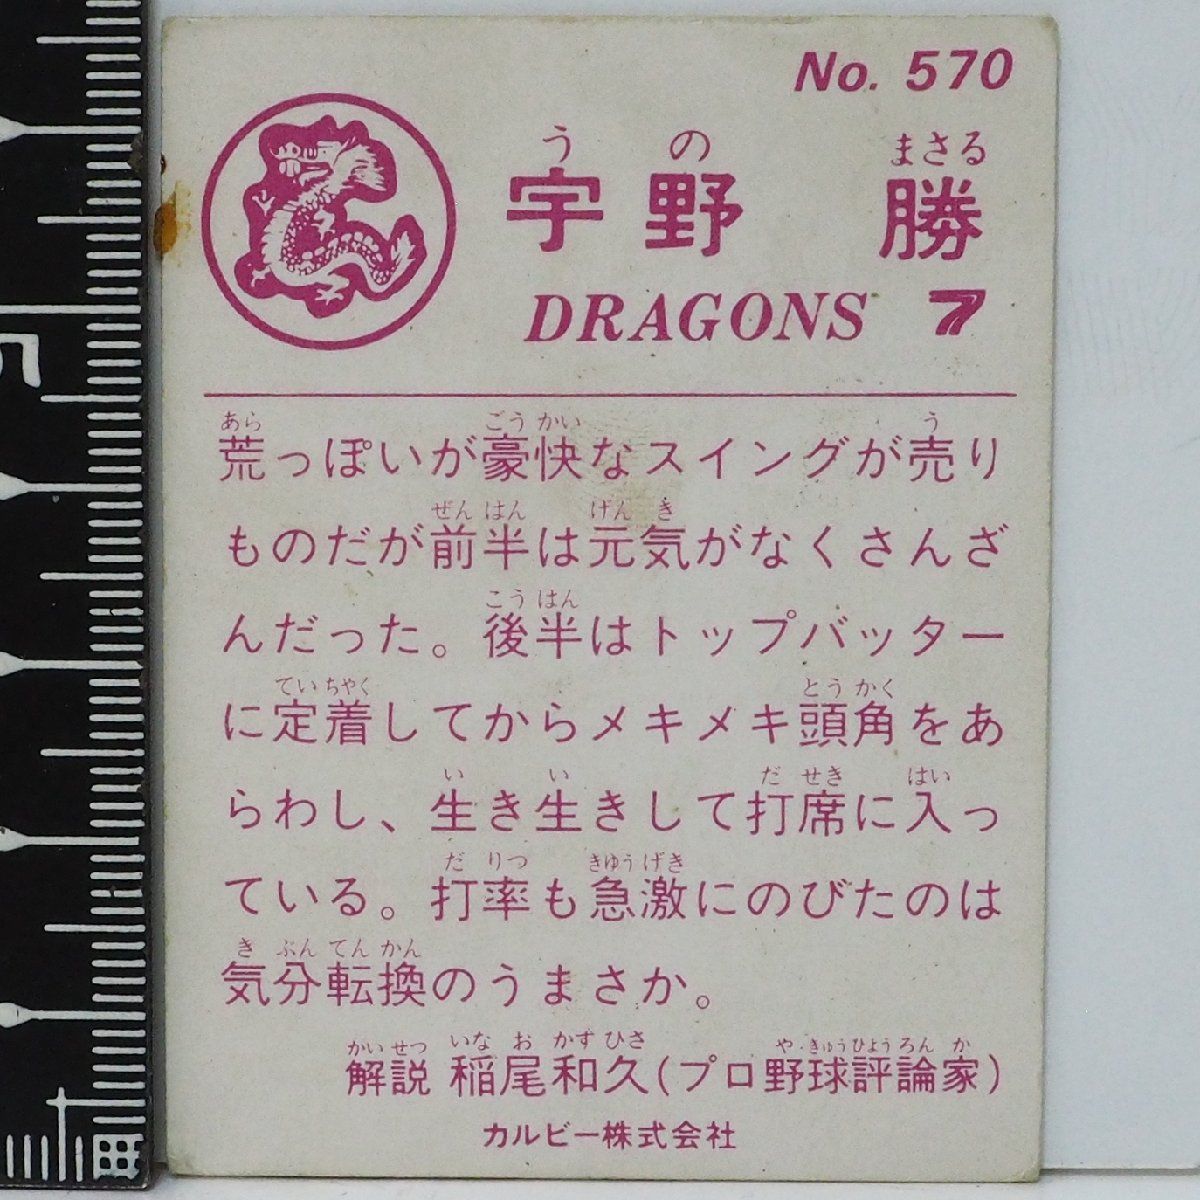 No. 570
うの まさる
宇野 勝
DRAGONS 7
あら ごうかい う
荒っぽいが豪快なスイングが売り
ぜんはん げんき
ものだが前半は元気がなくさんざ
こうはん
んだった。後半はトップバッター
ていちゃく とうかく
に定着してからメキメキ頭角をあ
い い だせき はい
らわし、生き生きして打席に入っ
だりつ きゅうげき
ている。打率も急激にのびたのは
きぶんてんかん
気分転換のうまさか。
かいせつ いなおかずひさ やきゅうひょうろんか
解説 稲尾和久(プロ野球評論家)
カルビー株式会社